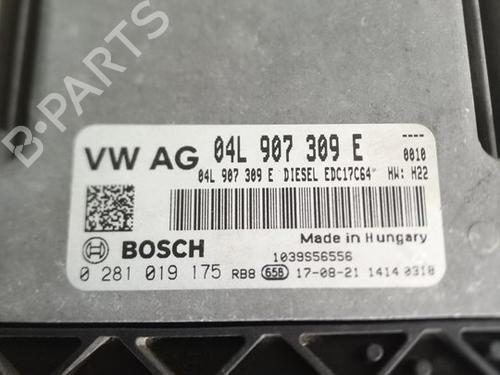 B-PARTS
VW AG 04L 907 309 E ----
0010
04L 907 309 E DIESEL EDC17C64* HW: H22
Made in Hungary
BOSCH 1039S56556
0 281 019 175 RB8 658 17-08-21 1414 0318